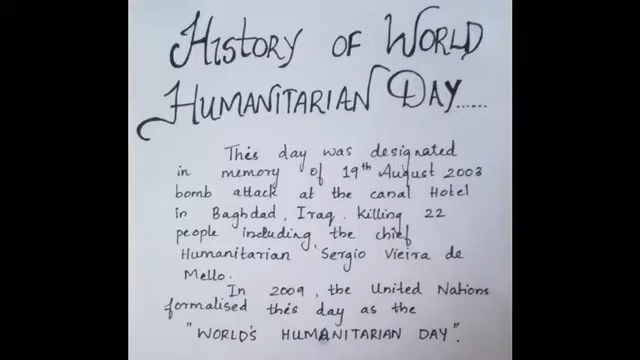 HISTORY OF WORLD
HUMANITARIAN DAY......
This day was designated
in memory of 19th August 2003
bomb attack at the canal Hotel
in Baghdad, Iraq. Killing 22
people including the chief
Humanitarian Sergio Vieira de
Mello.
In 2009, the United Nations
formalised this day as the
"WORLD'S HUMANITARIAN DAY".